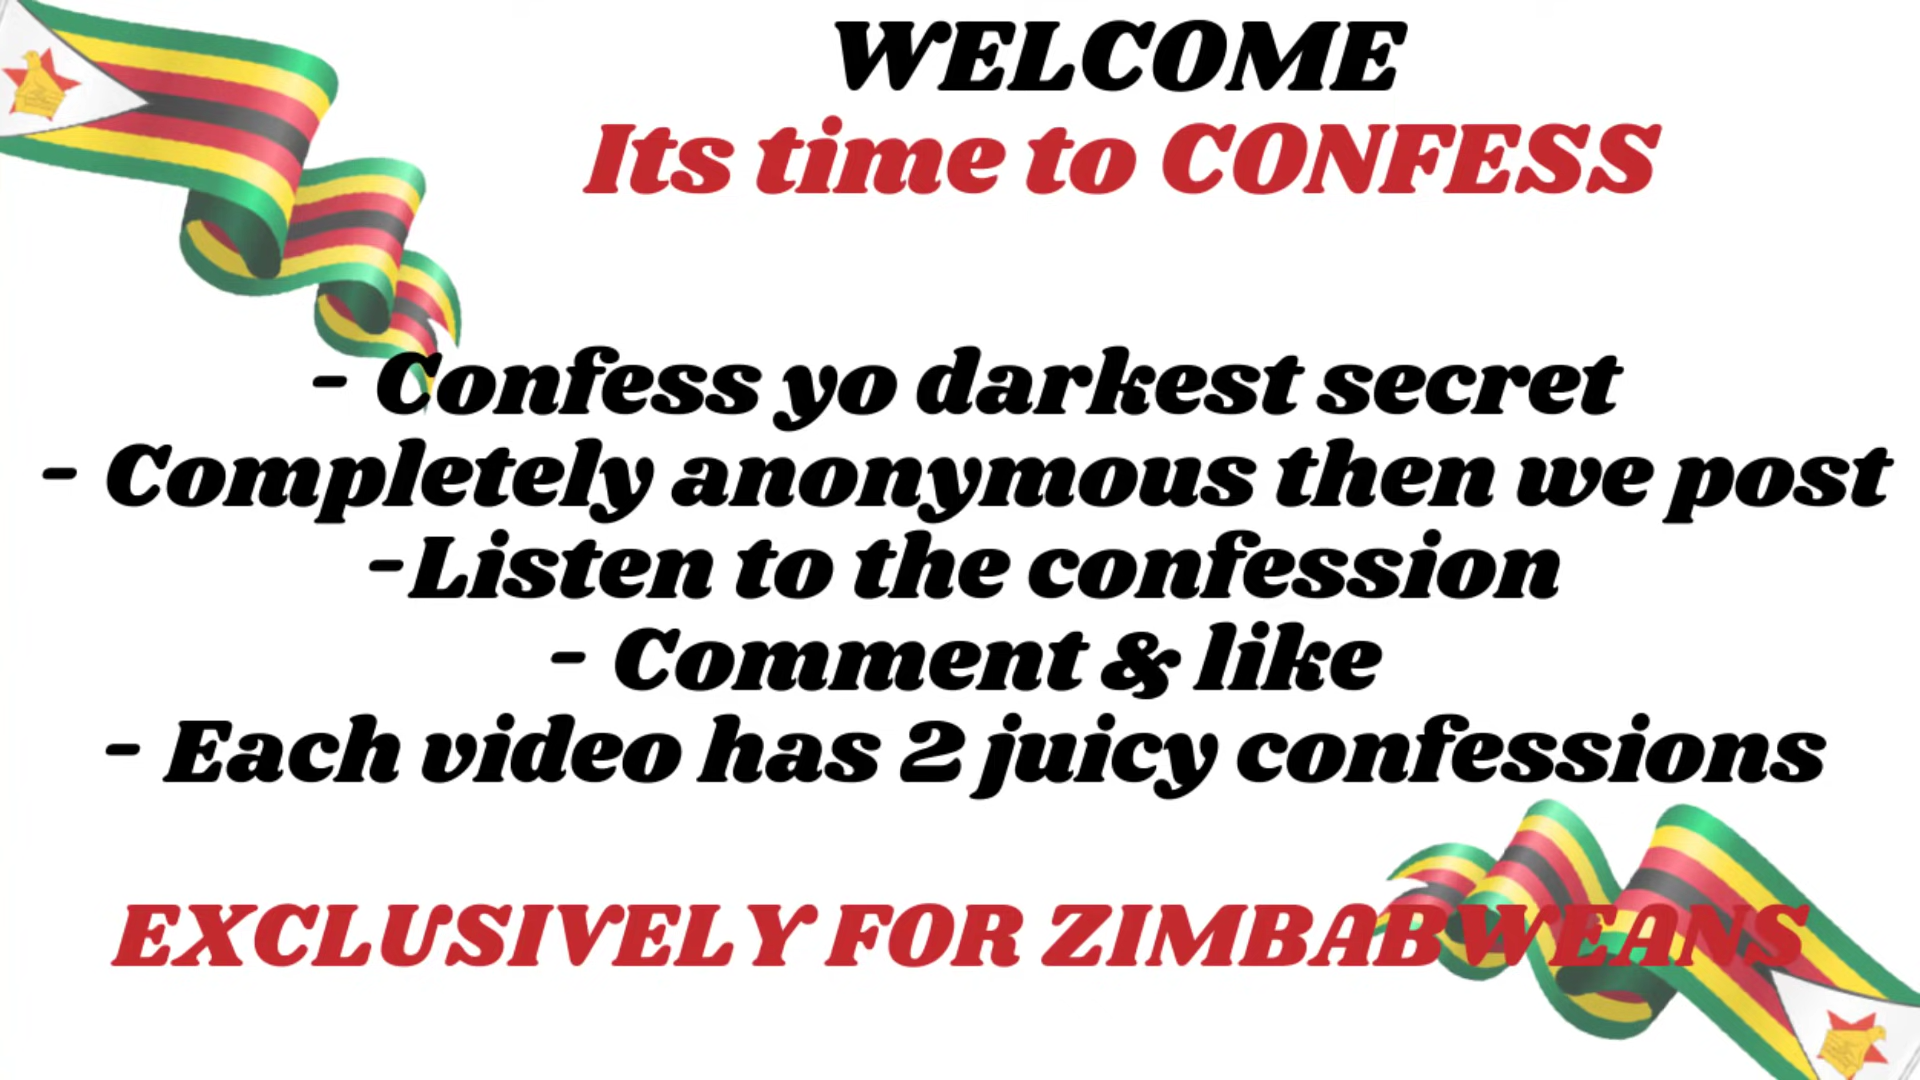 WELCOME
Its time to CONFESS
- Confess yo darkest secret
- Completely anonymous then we post
-Listen to the confession
- Comment & like
- Each video has 2 juicy confessions
EXCLUSIVELY FOR ZIMBABWEANS